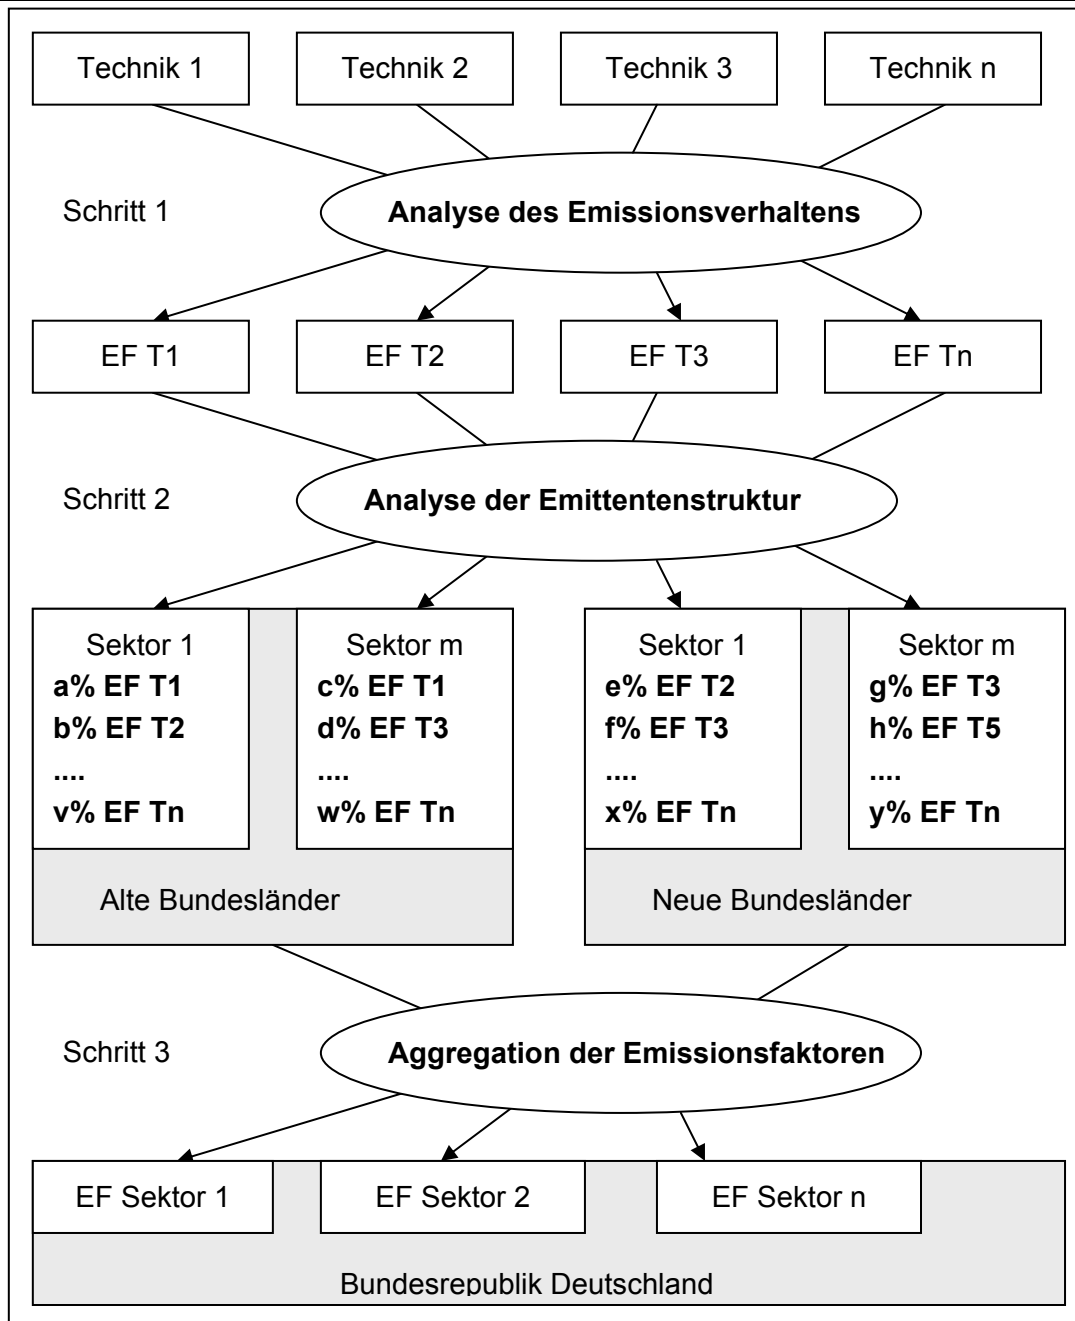 Technik 1
Technik 2
Technik 3
Technik n
Schritt 1
Analyse des Emissionsverhaltens
EF T1
EF T2
EF T3
EF Tn
Schritt 2
Analyse der Emittentenstruktur
Sektor 1
a% EF T1
b% EF T2
....
v% EF Tn
Sektor m
c% EF T1
d% EF T3
....
w% EF Tn
Alte Bundesländer
Sektor 1
e% EF T2
f% EF T3
....
x% EF Tn
Sektor m
g% EF T3
h% EF T5
....
y% EF Tn
Neue Bundesländer
Schritt 3
Aggregation der Emissionsfaktoren
EF Sektor 1
EF Sektor 2
EF Sektor n
Bundesrepublik Deutschland